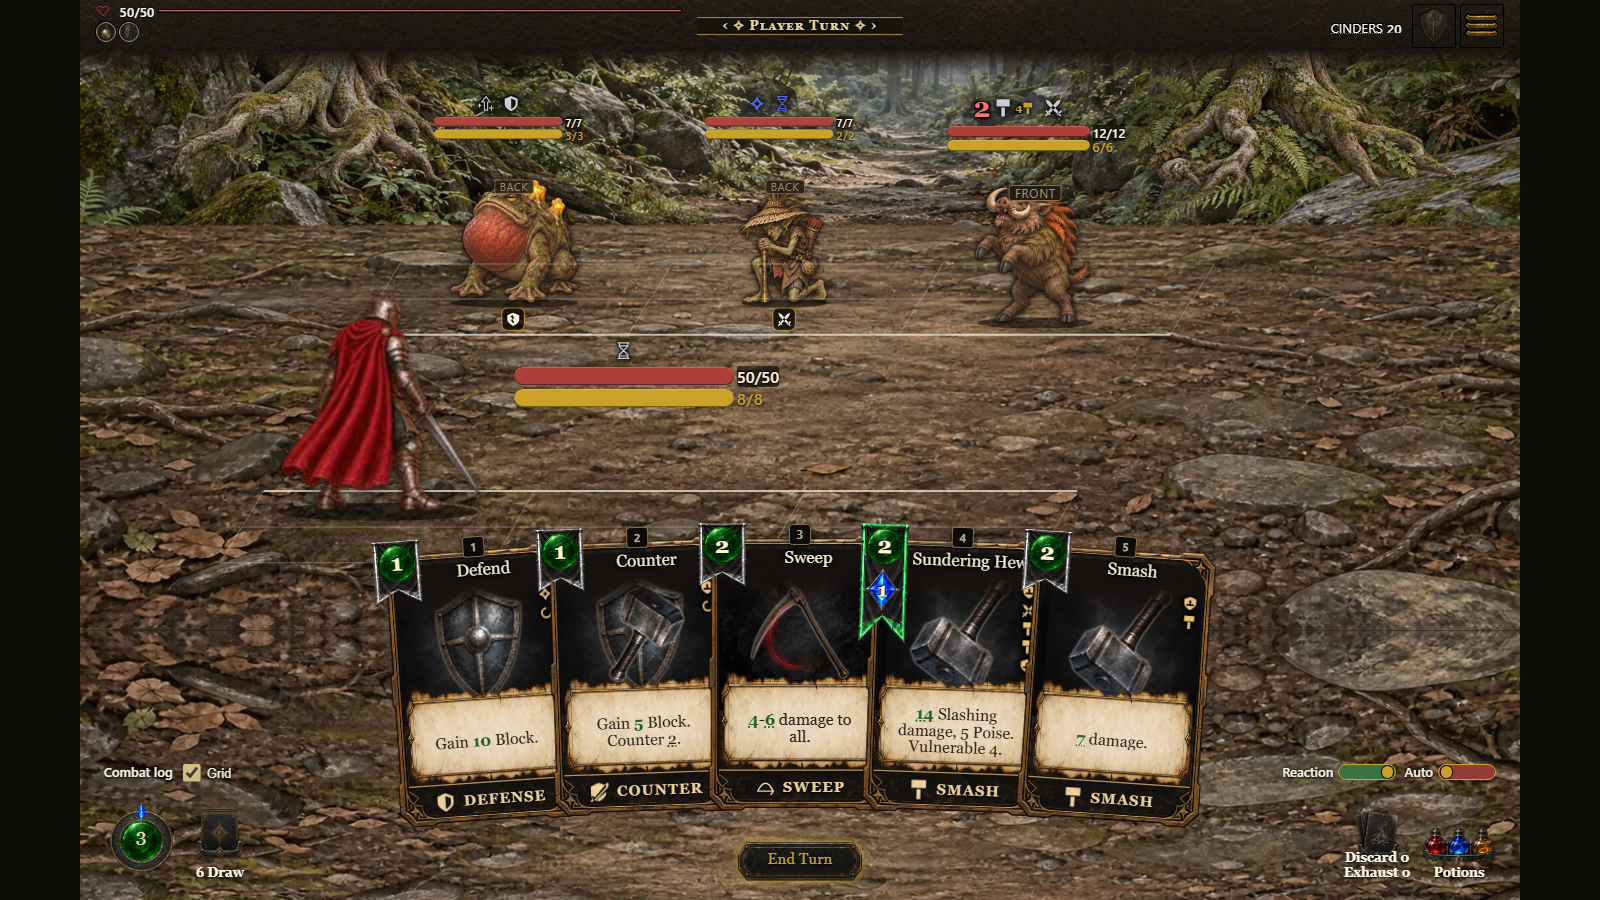 50/50
‹ ✧ Player Turn ✧ ›
CINDERS 20
7/7
3/3
7/7
2/2
2 4
12/12
6/6
BACK
BACK
FRONT
50/50
8/8
1
1
Defend
Gain 10 Block.
DEFENSE
1
2
Counter
Gain 5 Block.
Counter 2.
COUNTER
2
3
Sweep
4-6 damage to
all.
SWEEP
2
1
4
Sundering Hew
14 Slashing
damage, 5 Poise.
Vulnerable 4.
SMASH
2
5
Smash
7 damage.
SMASH
Combat log Grid
Reaction Auto
3
6 Draw
End Turn
Discard 0
Exhaust 0
Potions